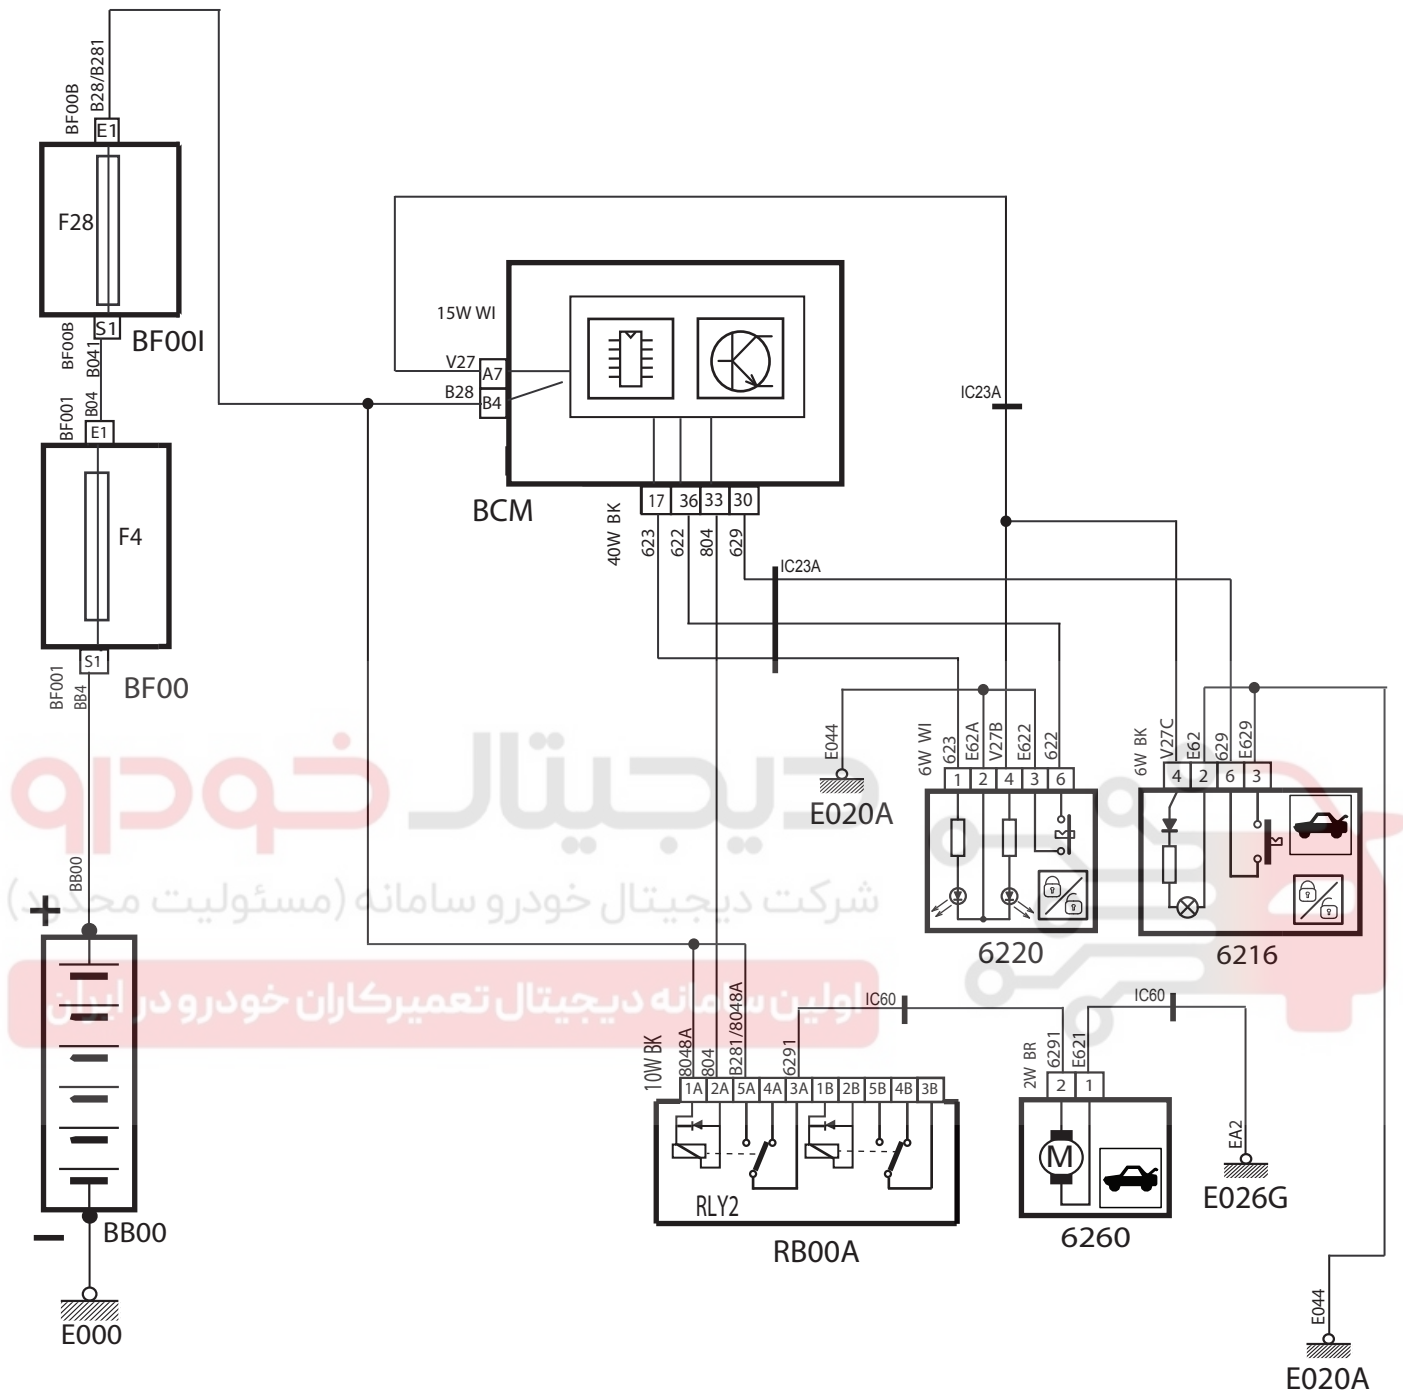 B28/B281
BF00B
E1
F28
S1
BF00I
BF00B
B041
B04
BF001
E1
F4
S1
BF00
BF001
BB4
BB00
+
−
BB00
E000
15W WI
V27
A7
B28
B4
BCM
40W BK
17
36
33
30
623
622
804
629
IC23A
IC23A
E044
E020A
6W WI
623
E62A
V27B
E622
622
1
2
4
3
6
6220
6W BK
V27C
E62
629
E629
4
2
6
3
6216
دیجیتال خودرو
شرکت دیجیتال خودرو سامانه (مسئولیت محدود)
اولین سامانه دیجیتال تعمیرکاران خودرو در ایران
10W BK
8048A
804
B281/8048A
6291
1A
2A
5A
4A
3A
1B
2B
5B
4B
3B
RLY2
RB00A
IC60
IC60
2W BR
6291
E621
2
1
M
6260
EA2
E026G
E044
E020A